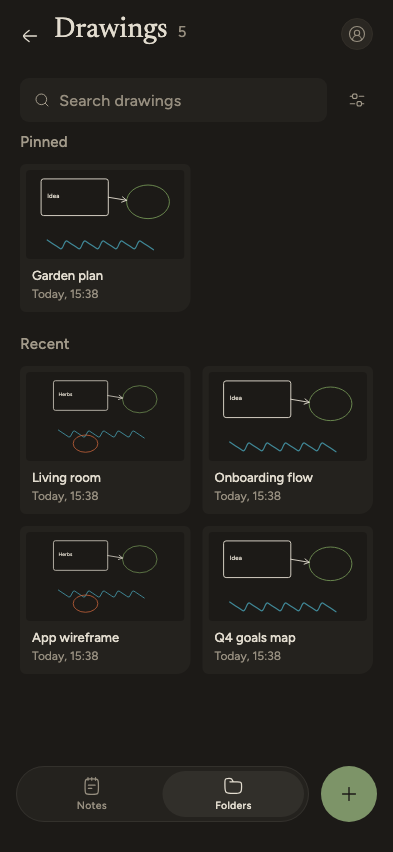 Drawings 5
Search drawings
Pinned
Idea
Garden plan
Today, 15:38
Recent
Herbs
Living room
Today, 15:38
Idea
Onboarding flow
Today, 15:38
Herbs
App wireframe
Today, 15:38
Idea
Q4 goals map
Today, 15:38
Notes
Folders